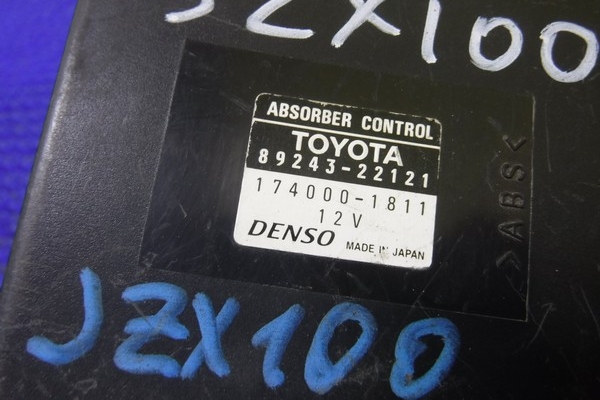 JZX100
ABSORBER CONTROL
TOYOTA
89243-22121
174000-1811
12V
DENSO MADE IN JAPAN
>ABS<
JZX100